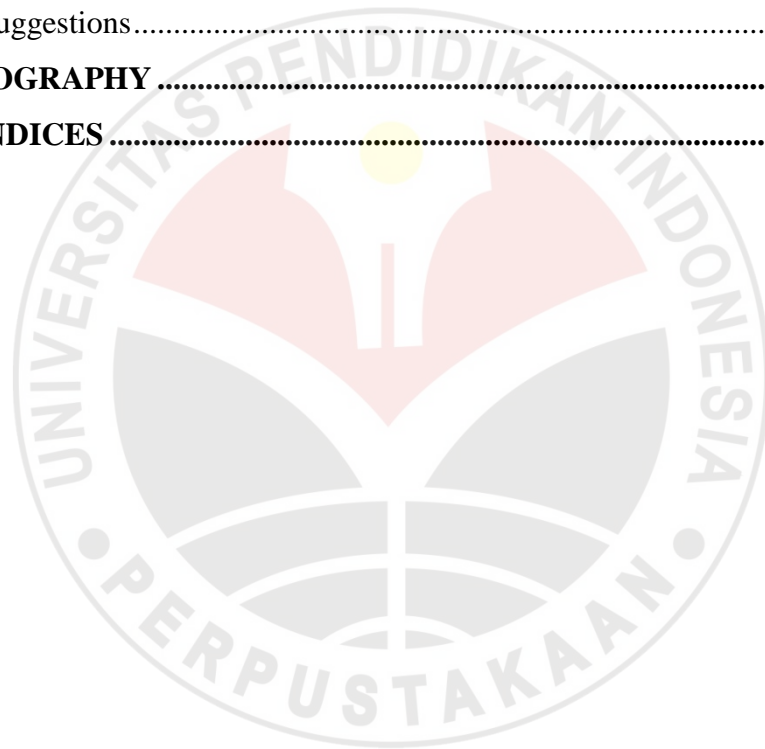 uggestions........................................................................................
OGRAPHY....................................................................................
NDICES..........................................................................................
UNIVERSITAS PENDIDIKAN INDONESIA
PERPUSTAKAAN